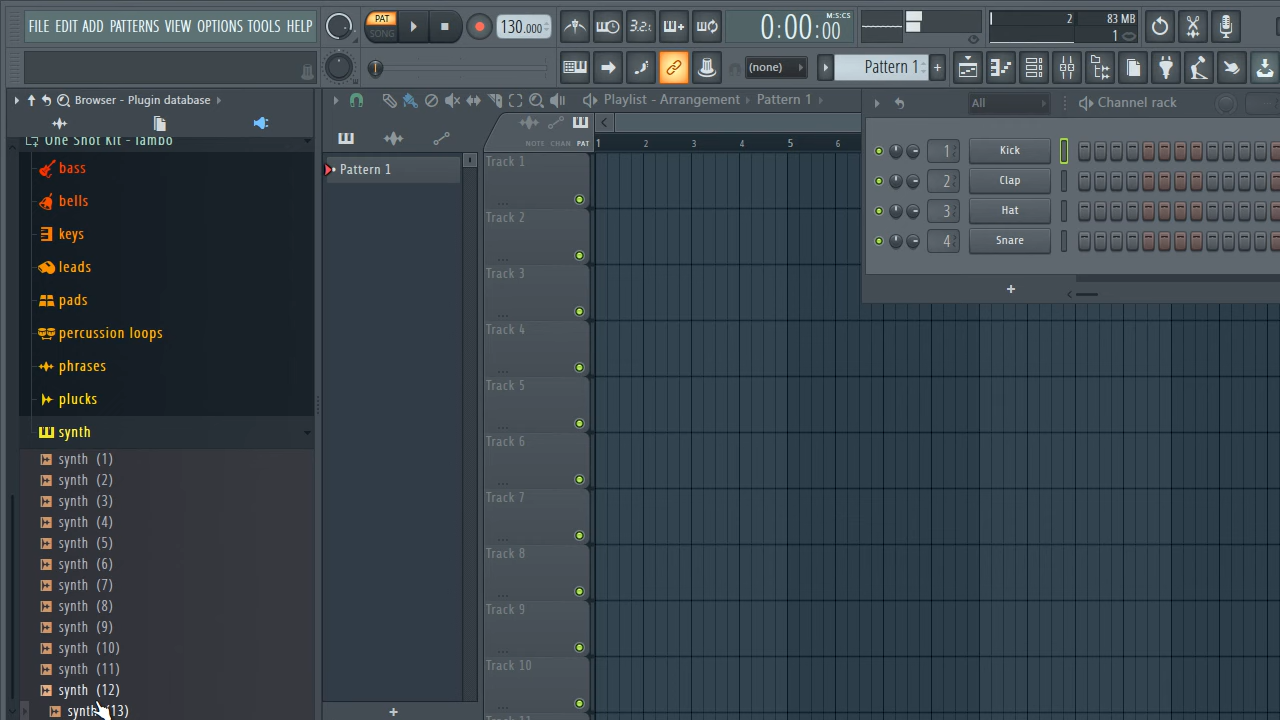 FILE EDIT ADD PATTERNS VIEW OPTIONS TOOLS HELP
PAT
SONG
130.000
3.2.
0:00:00
M:S:CS
2
83 MB
1
(none)
Pattern 1
+
Browser - Plugin database
Playlist - Arrangement
Pattern 1
All
Channel rack
One Shot Kit - Tambo
bass
bells
keys
leads
pads
percussion loops
phrases
plucks
synth
synth (1)
synth (2)
synth (3)
synth (4)
synth (5)
synth (6)
synth (7)
synth (8)
synth (9)
synth (10)
synth (11)
synth (12)
synth (13)
Pattern 1
+
NOTE CHAN PAT
1 2 3 4 5 6
Track 1
...
Track 2
...
Track 3
...
Track 4
...
Track 5
...
Track 6
...
Track 7
...
Track 8
...
Track 9
...
Track 10
...
1 Kick
2 Clap
3 Hat
4 Snare
+